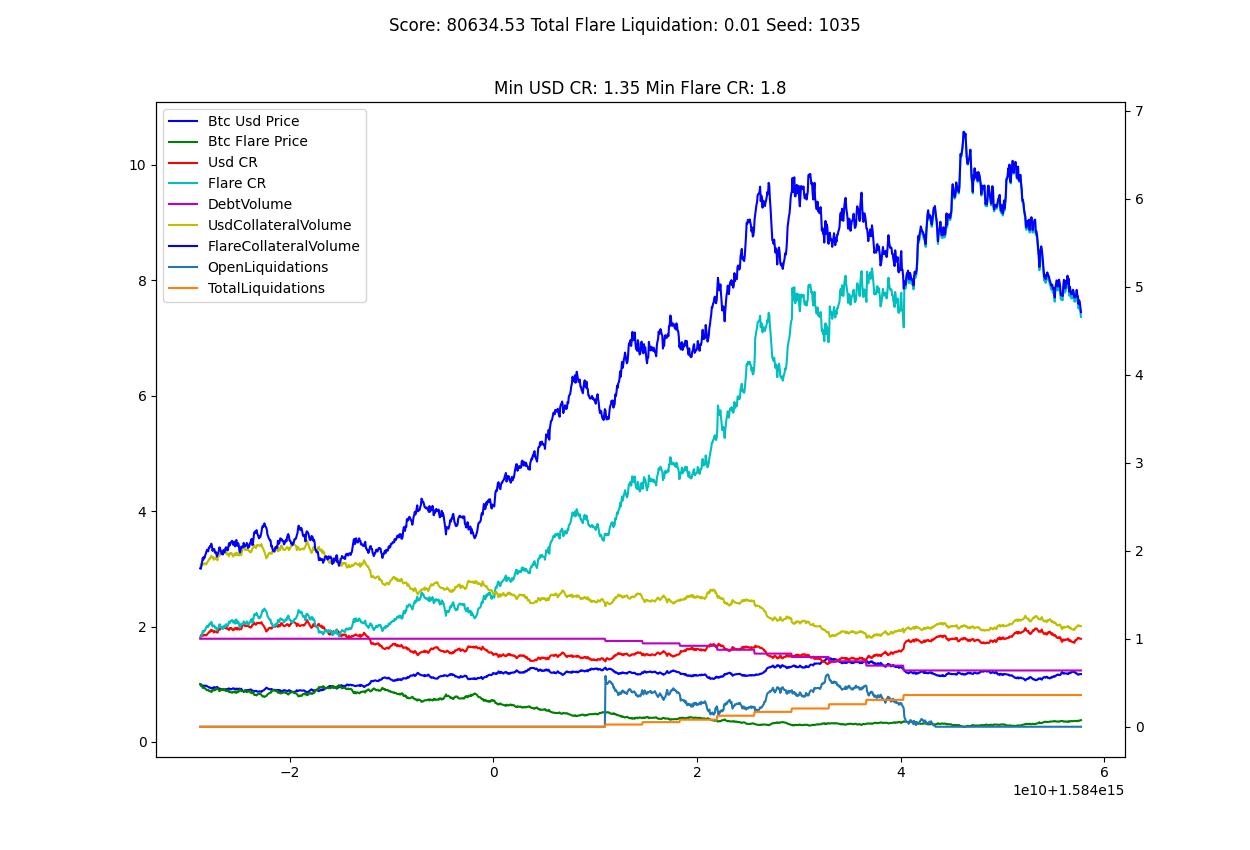 Score: 80634.53 Total Flare Liquidation: 0.01 Seed: 1035
Min USD CR: 1.35 Min Flare CR: 1.8
Btc Usd Price
Btc Flare Price
Usd CR
Flare CR
DebtVolume
UsdCollateralVolume
FlareCollateralVolume
OpenLiquidations
TotalLiquidations
10
8
6
4
2
0
7
6
5
4
3
2
1
0
−2 0 2 4 6
1e10+1.584e15